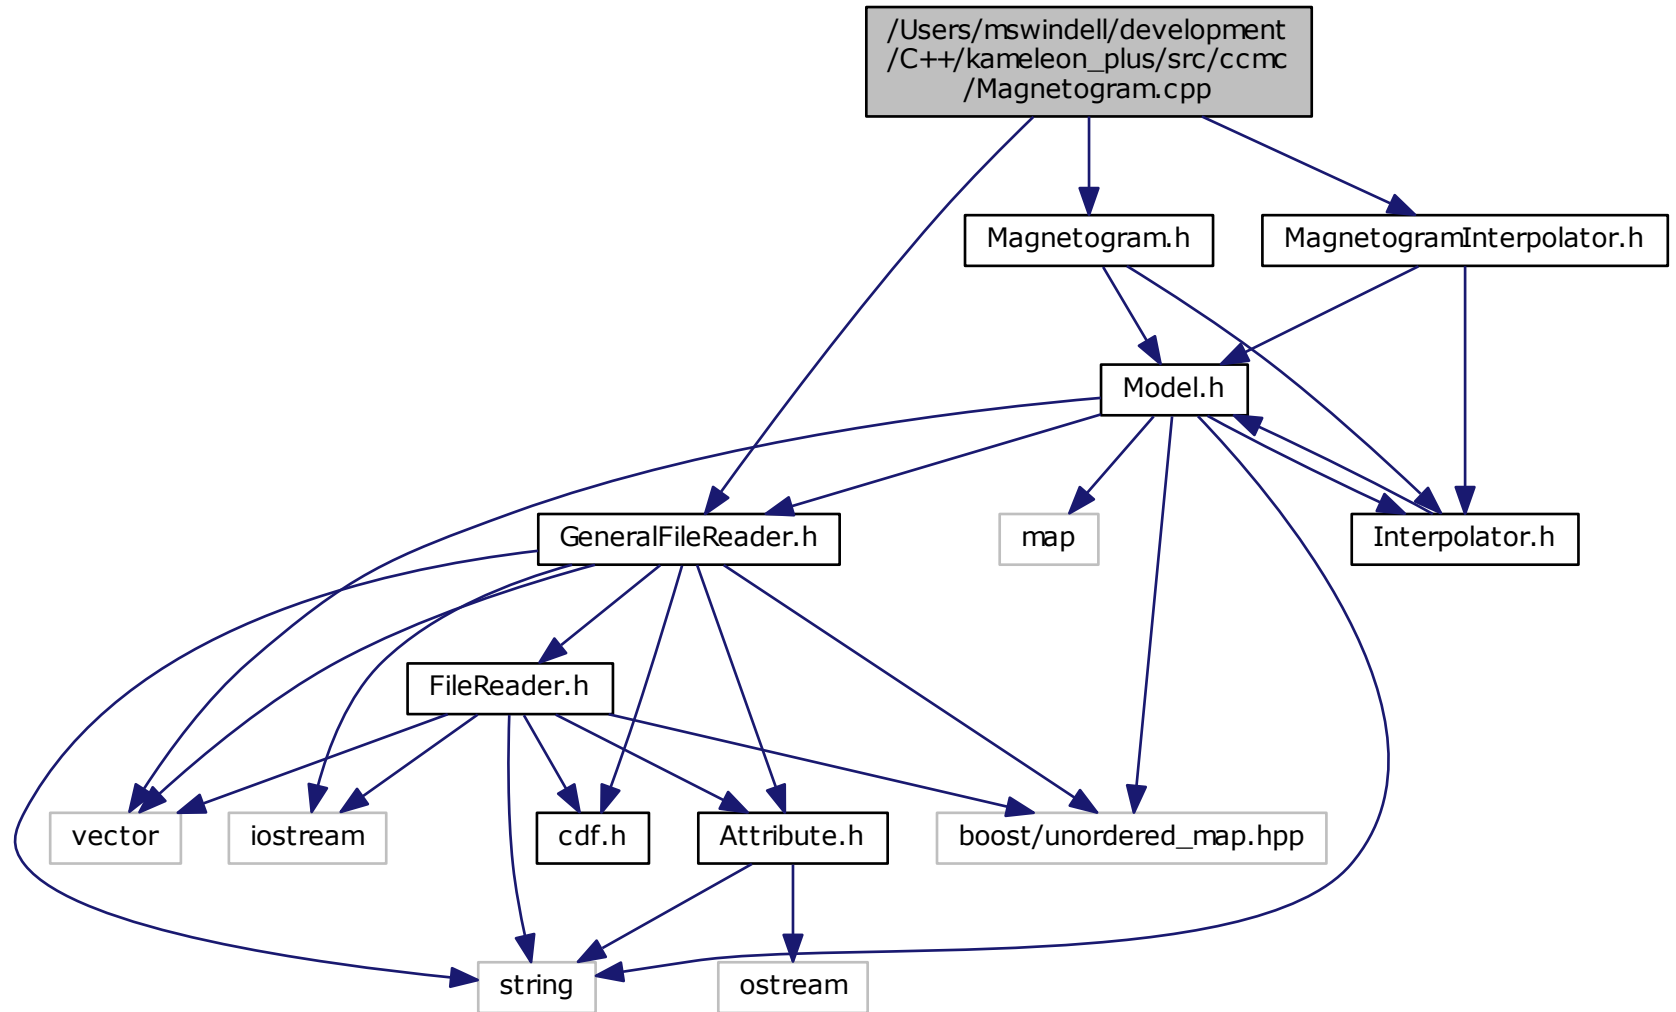 /Users/mswindell/development
/C++/kameleon_plus/src/ccmc
/Magnetogram.cpp
Magnetogram.h
MagnetogramInterpolator.h
Model.h
GeneralFileReader.h
map
Interpolator.h
FileReader.h
vector
iostream
cdf.h
Attribute.h
boost/unordered_map.hpp
string
ostream